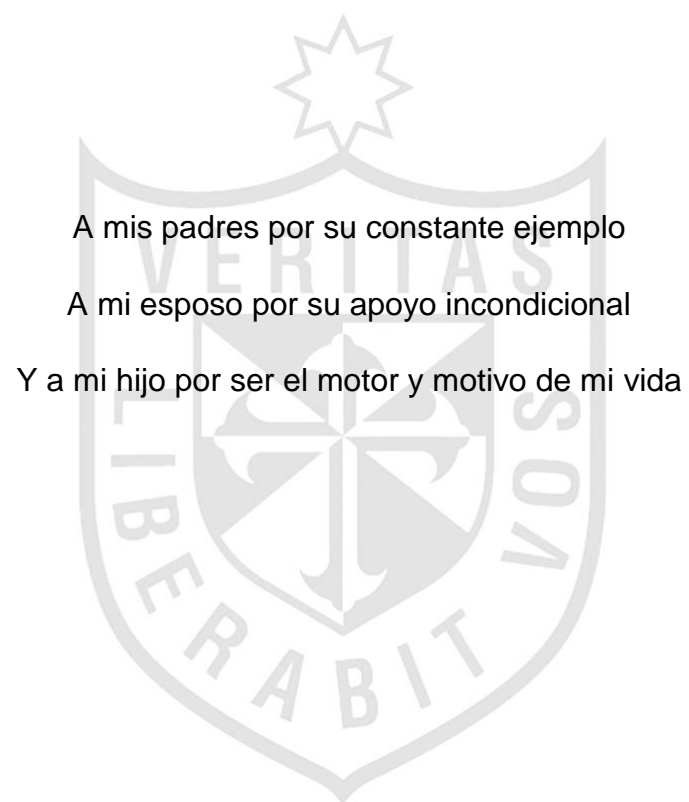 A mis padres por su constante ejemplo
VERITAS
A mi esposo por su apoyo incondicional
Y a mi hijo por ser el motor y motivo de mi vida
LIBERABIT VOS